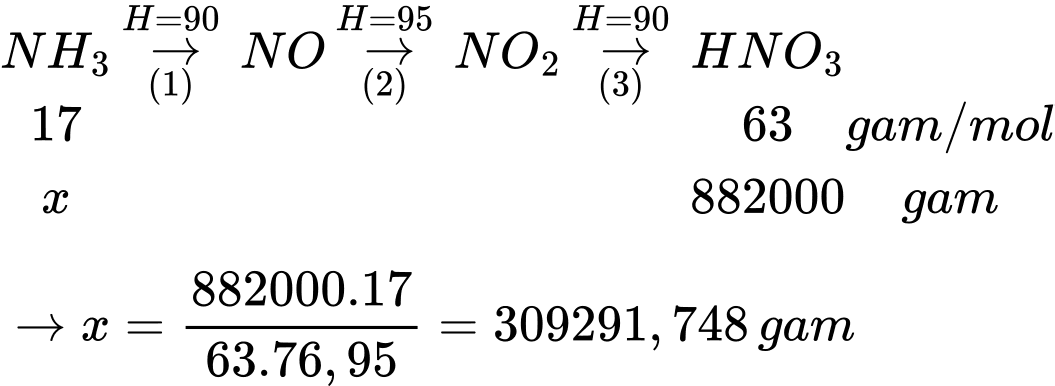 H=90 H=95 H=90
NH₃ → NO → NO₂ → HNO₃
(1) (2) (3)
17 63 gam/mol
x 882000 gam
882000.17
→ x = ――― = 309291, 748 gam
63.76, 95